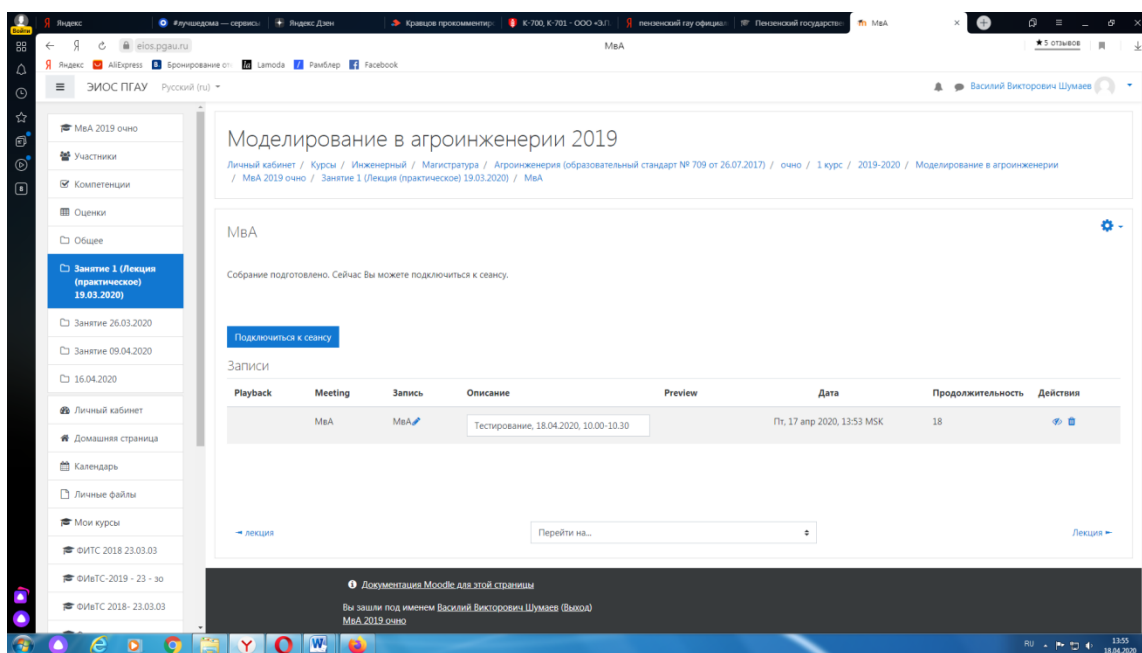 Войти
Яндекс
#лучшедома — сервисы
Яндекс Дзен
Кравцов прокомментир
К-700, К-701 - ООО «ЭЛ
пензенский гау официал
Пензенский государстве
МвА
eios.pgau.ru
МвА
★ 5 отзывов
Яндекс
AliExpress
Бронирование от
Lamoda
Рамблер
Facebook
ЭИОС ПГАУ
Русский (ru)
Василий Викторович Шумаев
МвА 2019 очно
Участники
Компетенции
Оценки
Общее
Занятие 1 (Лекция
(практическое)
19.03.2020)
Занятие 26.03.2020
Занятие 09.04.2020
16.04.2020
Личный кабинет
Домашняя страница
Календарь
Личные файлы
Мои курсы
ФИТС 2018 23.03.03
ФИвТС-2019 - 23 - зо
ФИвТС 2018- 23.03.03
Моделирование в агроинженерии 2019
Личный кабинет / Курсы / Инженерный / Магистратура / Агроинженерия (образовательный стандарт № 709 от 26.07.2017) / очно / 1 курс / 2019-2020 / Моделирование в агроинженерии
/ МвА 2019 очно / Занятие 1 (Лекция (практическое) 19.03.2020) / МвА
МвА
Собрание подготовлено. Сейчас Вы можете подключиться к сеансу.
Подключиться к сеансу
Записи
Playback Meeting Запись Описание Preview Дата Продолжительность Действия
МвА МвА Тестирование, 18.04.2020, 10.00-10.30 Пт, 17 апр 2020, 13:53 MSK 18
◄ лекция
Перейти на...
Лекция ►
Документация Moodle для этой страницы
Вы зашли под именем Василий Викторович Шумаев (Выход)
МвА 2019 очно
RU
13:55
18.04.2020